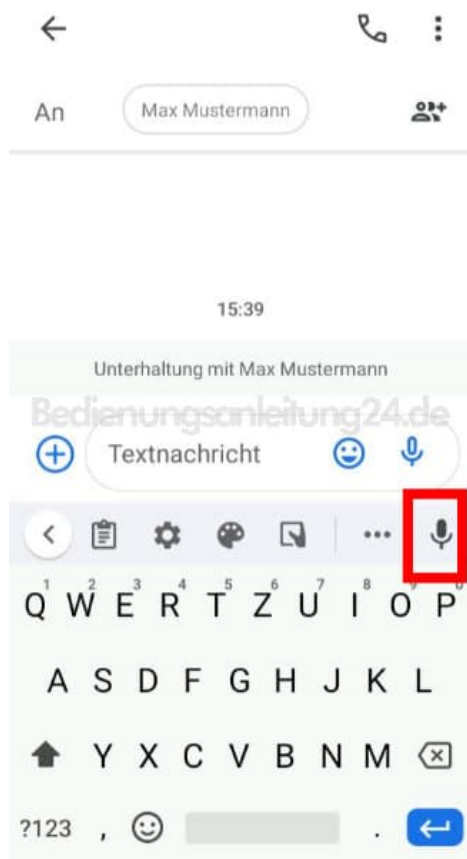 An Max Mustermann
15:39
Unterhaltung mit Max Mustermann
Bedienungsanleitung24.de
Textnachricht
1 2 3 4 5 6 7 8 9 0
Q W E R T Z U I O P
A S D F G H J K L
Y X C V B N M
?123 , .